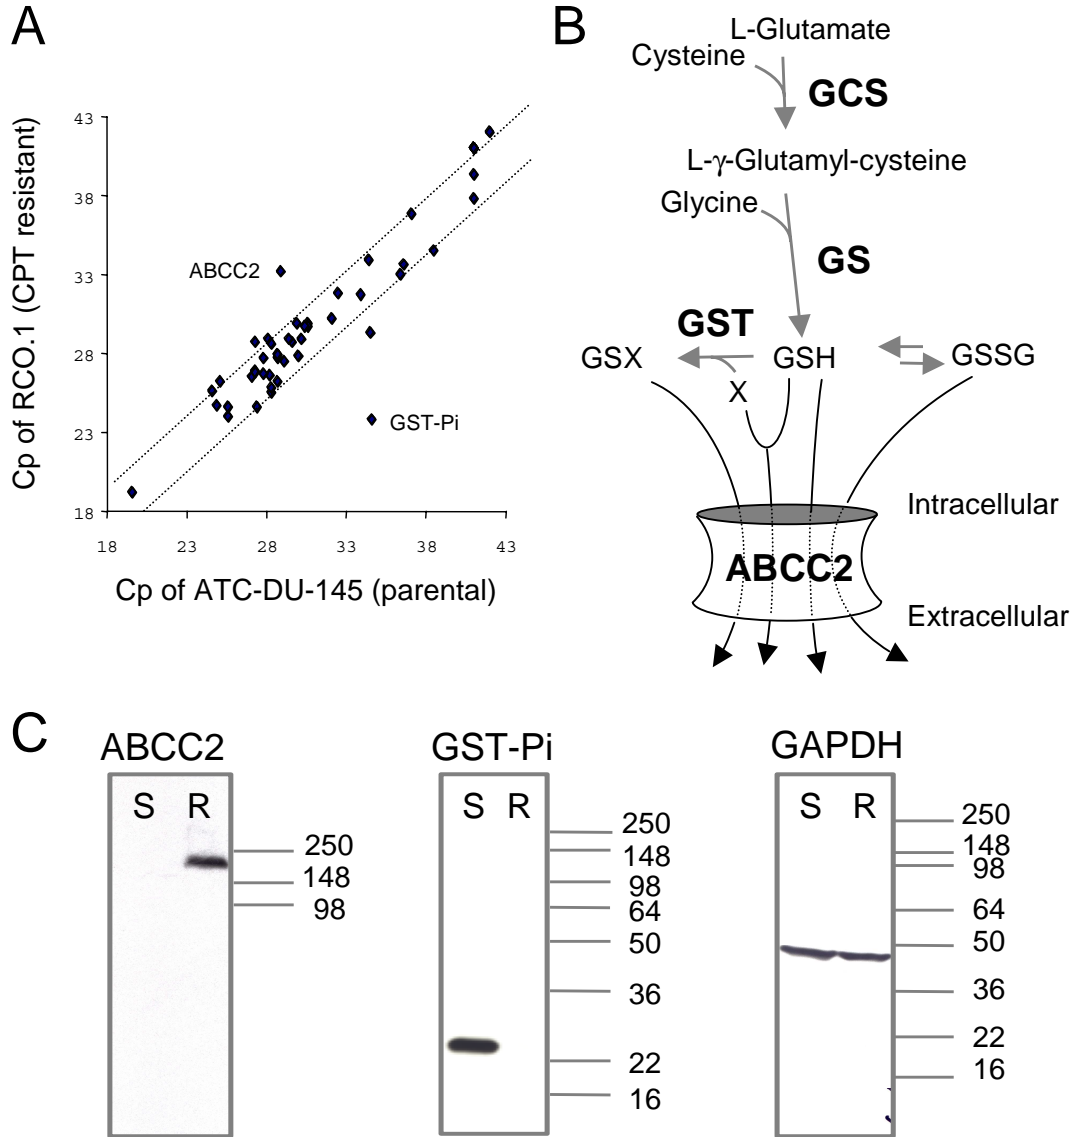 A
Cp of RCO.1 (CPT resistant)
43
38
33
28
23
18
ABCC2
GST-Pi
18 23 28 33 38 43
Cp of ATC-DU-145 (parental)
B
L-Glutamate
Cysteine
GCS
L-γ-Glutamyl-cysteine
Glycine
GS
GST
GSX
GSH
GSSG
X
Intracellular
ABCC2
Extracellular
C
ABCC2
S R
250
148
98
GST-Pi
S R
250
148
98
64
50
36
22
16
GAPDH
S R
250
148
98
64
50
36
22
16